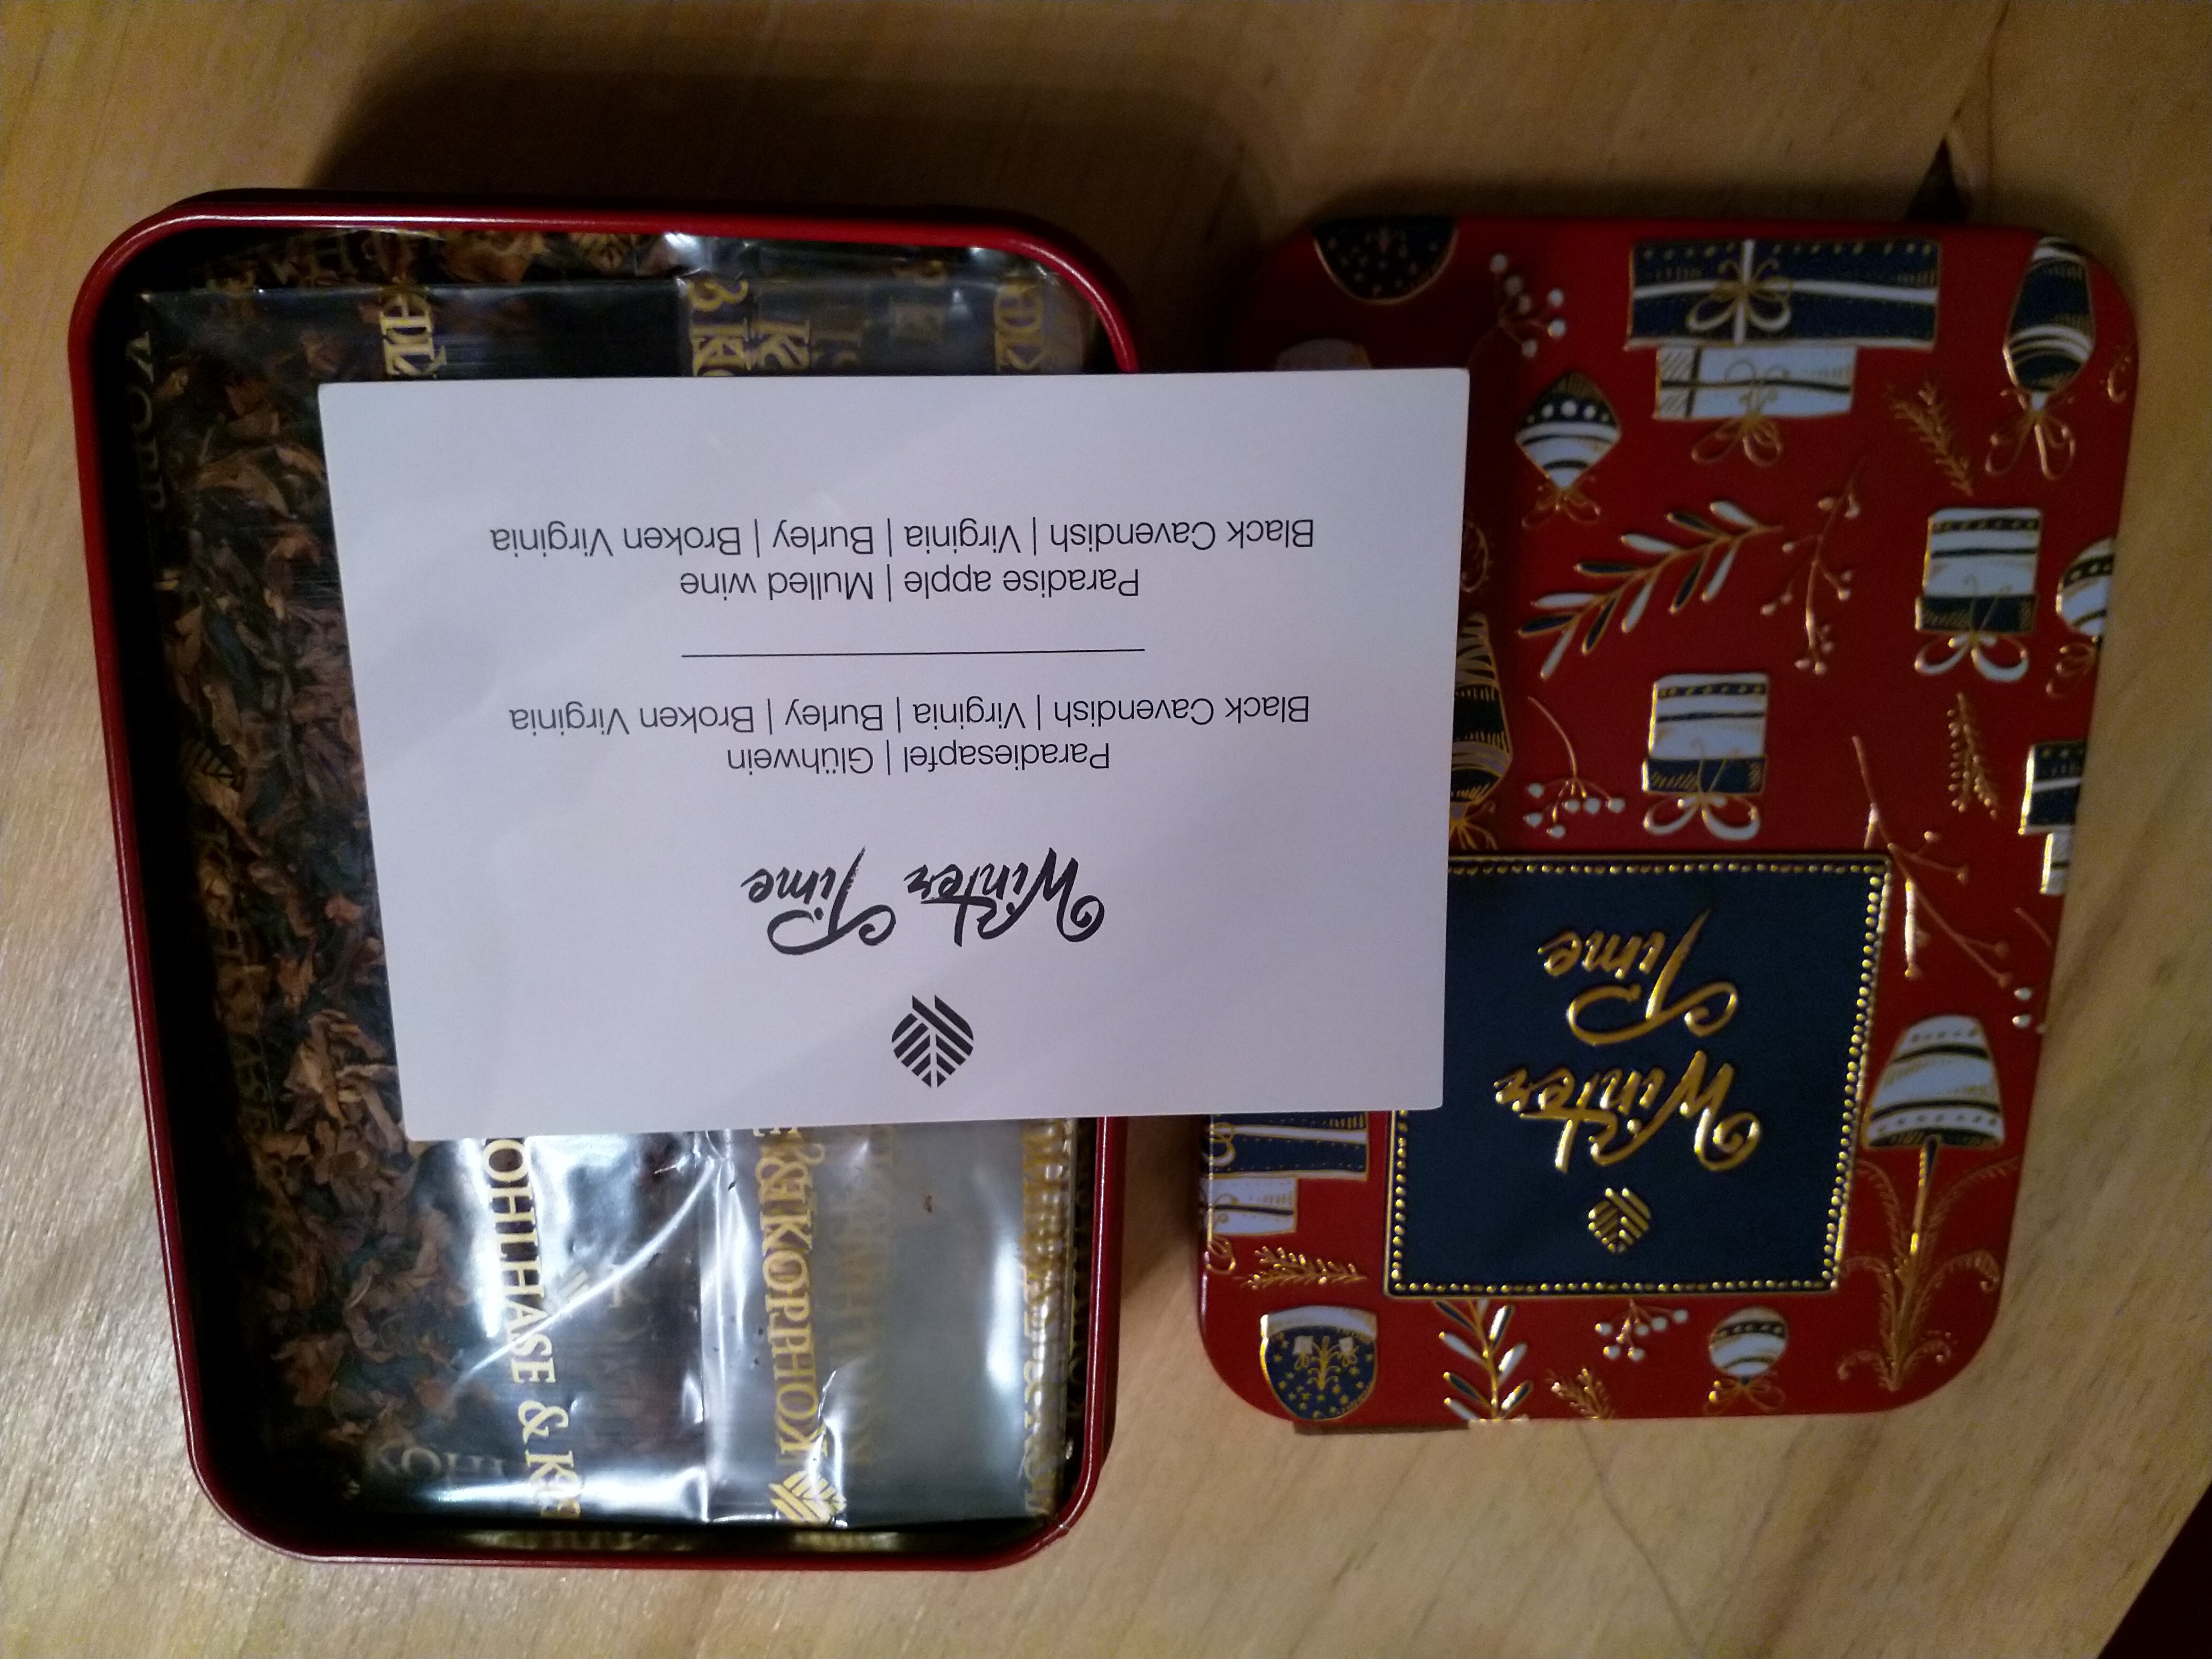 Winter Time
Paradiesapfel | Glühwein
Black Cavendish | Virginia | Burley | Broken Virginia
Paradise apple | Mulled wine
Black Cavendish | Virginia | Burley | Broken Virginia
Winter
Time
KOHLHASE &